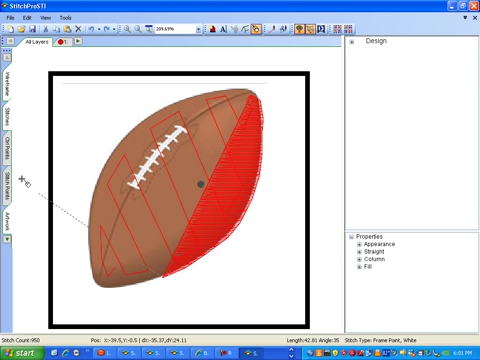 StitchProSTI
File Edit View Tools
209.69%
All Layers 1
Wireframe
Stitches
Ctrl Points
Stitch Points
Artwork
Design
Properties
Appearance
Straight
Column
Fill
Stitch Count:950 Pos: X:-39.5,Y:-0.5 | dX:-35.37,dY:24.11 Length:42.81 Angle:35 Stitch Type: Frame Point, White
start 6:01 PM